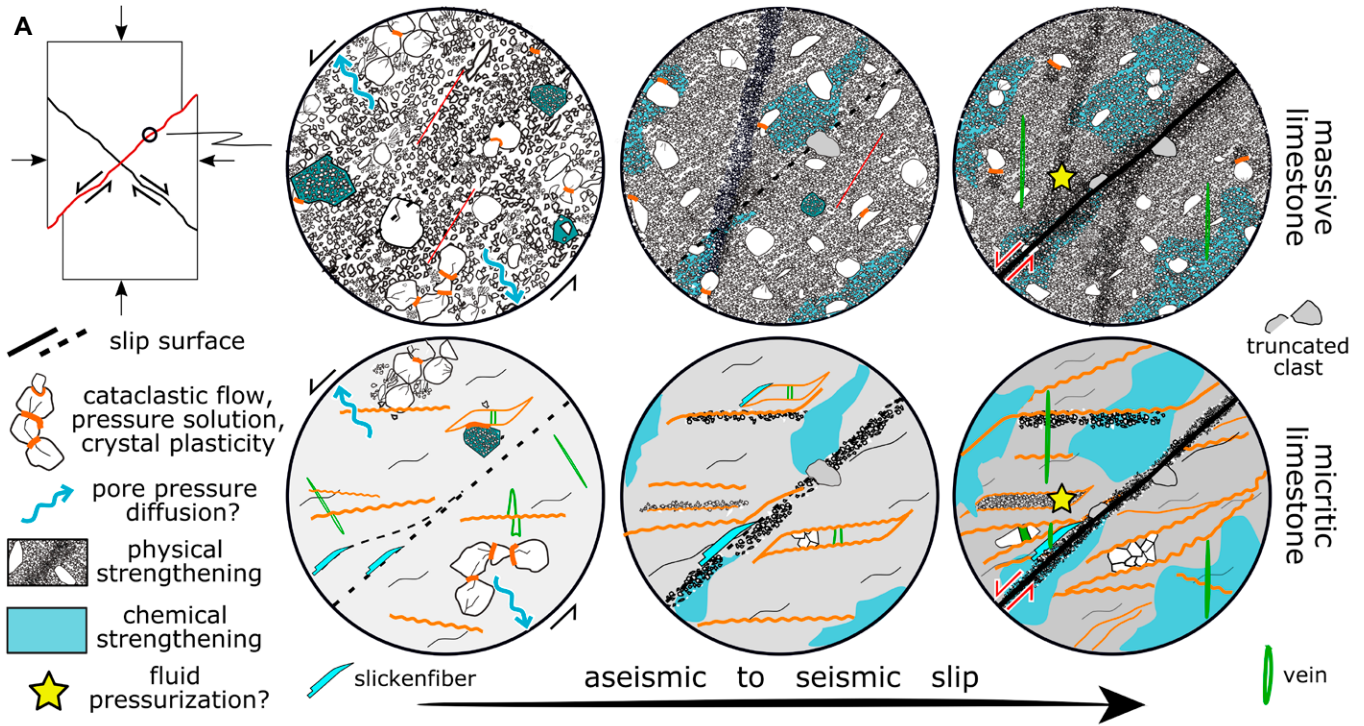 A
massive
limestone
slip surface
cataclastic flow,
pressure solution,
crystal plasticity
pore pressure
diffusion?
physical
strengthening
chemical
strengthening
fluid
pressurization?
truncated
clast
micritic
limestone
slickenfiber
aseismic to seismic slip
vein